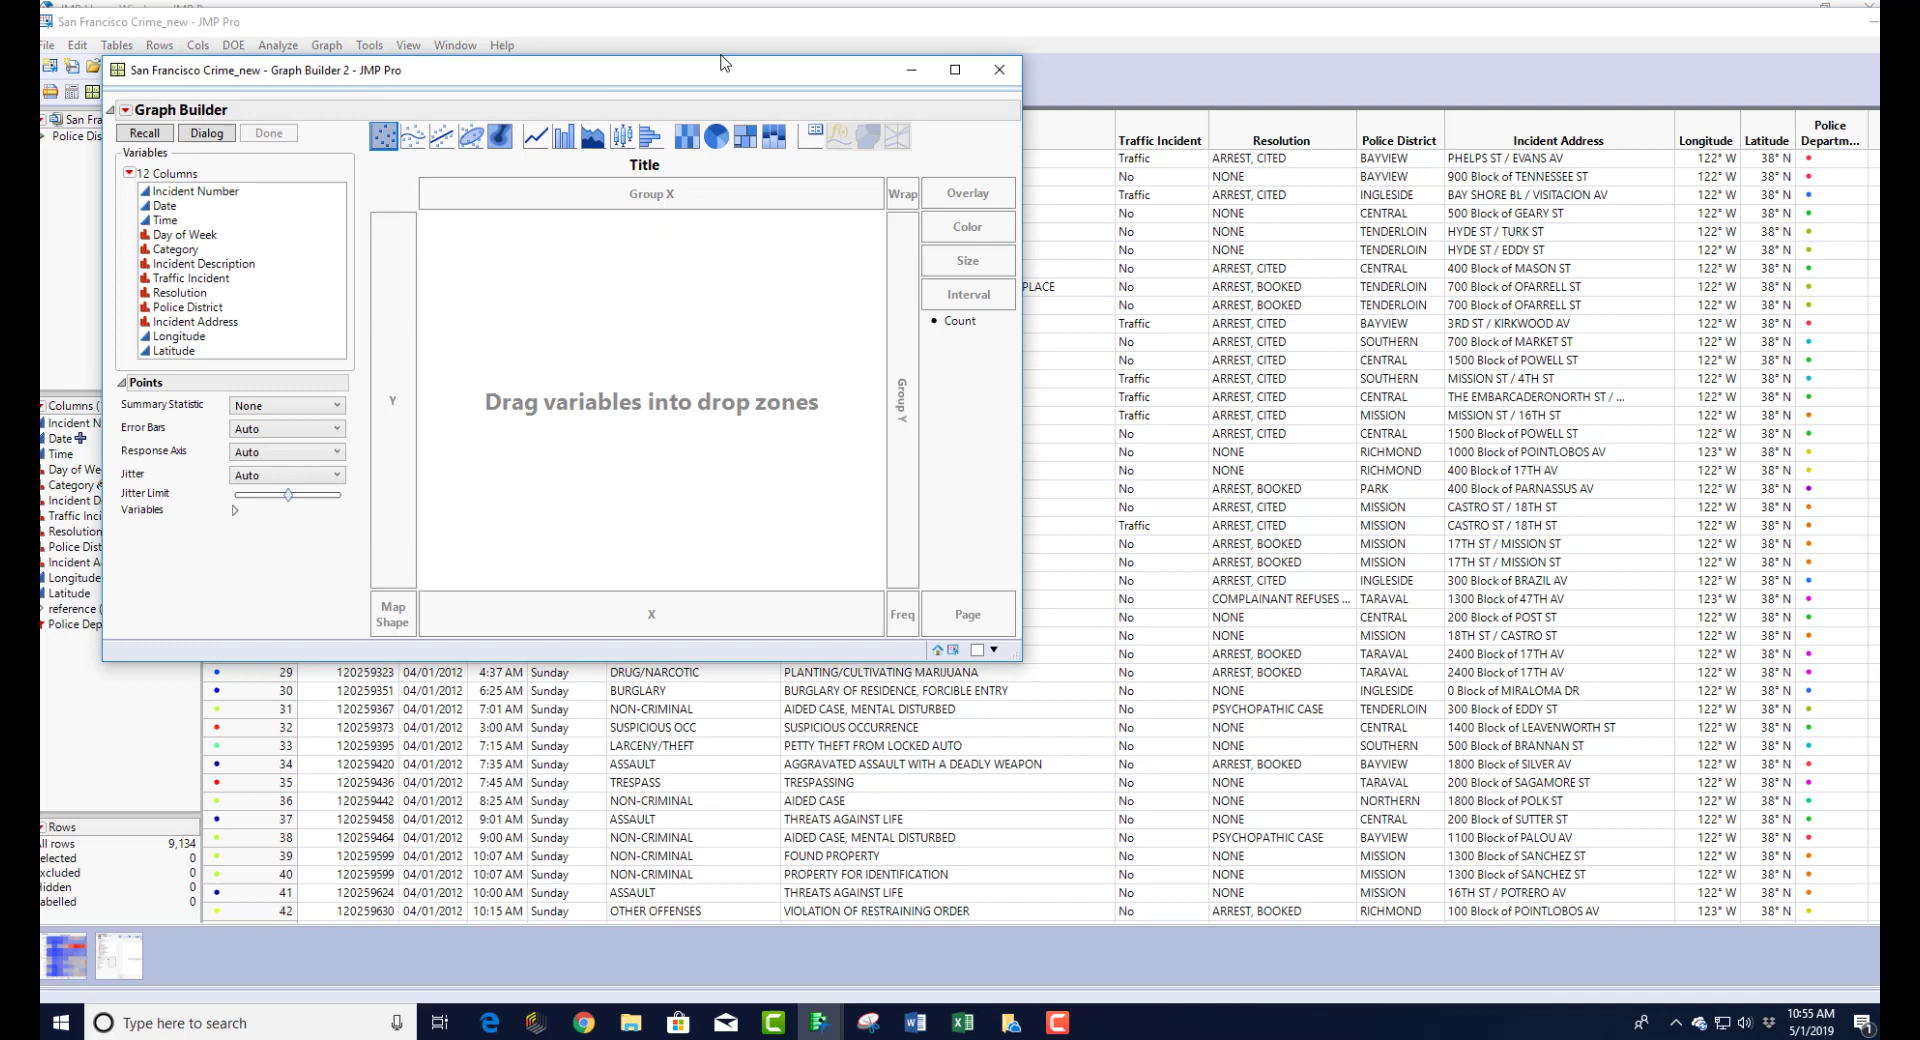 San Francisco Crime_new - JMP Pro
File Edit Tables Rows Cols DOE Analyze Graph Tools View Window Help
San Francisco Crime_new - Graph Builder 2 - JMP Pro
Graph Builder
Recall Dialog Done
Variables
12 Columns
Incident Number
Date
Time
Day of Week
Category
Incident Description
Traffic Incident
Resolution
Police District
Incident Address
Longitude
Latitude
Points
Summary Statistic None
Error Bars Auto
Response Axis Auto
Jitter Auto
Jitter Limit
Variables
Title
Group X
Wrap
Overlay
Color
Size
Interval
Count
Y
Drag variables into drop zones
Group Y
Map
Shape
X
Freq
Page
San Fra
Police Dis
Columns (1
Incident N
Date
Time
Day of We
Category
Incident D
Traffic Inci
Resolution
Police Dist
Incident A
Longitude
Latitude
reference (
Police Dep
Rows
All rows 9,134
Selected 0
Excluded 0
Hidden 0
Labelled 0
Traffic Incident Resolution Police District Incident Address Longitude Latitude Police Departm...
Traffic ARREST, CITED BAYVIEW PHELPS ST / EVANS AV 122° W 38° N
No NONE BAYVIEW 900 Block of TENNESSEE ST 122° W 38° N
Traffic ARREST, CITED INGLESIDE BAY SHORE BL / VISITACION AV 122° W 38° N
No NONE CENTRAL 500 Block of GEARY ST 122° W 38° N
No NONE TENDERLOIN HYDE ST / TURK ST 122° W 38° N
No NONE TENDERLOIN HYDE ST / EDDY ST 122° W 38° N
No ARREST, CITED CENTRAL 400 Block of MASON ST 122° W 38° N
PLACE No ARREST, BOOKED TENDERLOIN 700 Block of OFARRELL ST 122° W 38° N
No ARREST, BOOKED TENDERLOIN 700 Block of OFARRELL ST 122° W 38° N
Traffic ARREST, CITED BAYVIEW 3RD ST / KIRKWOOD AV 122° W 38° N
No ARREST, CITED SOUTHERN 700 Block of MARKET ST 122° W 38° N
No ARREST, CITED CENTRAL 1500 Block of POWELL ST 122° W 38° N
Traffic ARREST, CITED SOUTHERN MISSION ST / 4TH ST 122° W 38° N
Traffic ARREST, CITED CENTRAL THE EMBARCADERONORTH ST / ... 122° W 38° N
Traffic ARREST, CITED MISSION MISSION ST / 16TH ST 122° W 38° N
No ARREST, CITED CENTRAL 1500 Block of POWELL ST 122° W 38° N
No NONE RICHMOND 1000 Block of POINTLOBOS AV 123° W 38° N
No NONE RICHMOND 400 Block of 17TH AV 122° W 38° N
No ARREST, BOOKED PARK 400 Block of PARNASSUS AV 122° W 38° N
No ARREST, CITED MISSION CASTRO ST / 18TH ST 122° W 38° N
Traffic ARREST, CITED MISSION CASTRO ST / 18TH ST 122° W 38° N
No ARREST, BOOKED MISSION 17TH ST / MISSION ST 122° W 38° N
No ARREST, BOOKED MISSION 17TH ST / MISSION ST 122° W 38° N
No ARREST, CITED INGLESIDE 300 Block of BRAZIL AV 122° W 38° N
No COMPLAINANT REFUSES ... TARAVAL 1300 Block of 47TH AV 123° W 38° N
No NONE CENTRAL 200 Block of POST ST 122° W 38° N
No NONE MISSION 18TH ST / CASTRO ST 122° W 38° N
No ARREST, BOOKED TARAVAL 2400 Block of 17TH AV 122° W 38° N
29 120259323 04/01/2012 4:37 AM Sunday DRUG/NARCOTIC PLANTING/CULTIVATING MARIJUANA No ARREST, BOOKED TARAVAL 2400 Block of 17TH AV 122° W 38° N
30 120259351 04/01/2012 6:25 AM Sunday BURGLARY BURGLARY OF RESIDENCE, FORCIBLE ENTRY No NONE INGLESIDE 0 Block of MIRALOMA DR 122° W 38° N
31 120259367 04/01/2012 7:01 AM Sunday NON-CRIMINAL AIDED CASE, MENTAL DISTURBED No PSYCHOPATHIC CASE TENDERLOIN 300 Block of EDDY ST 122° W 38° N
32 120259373 04/01/2012 3:00 AM Sunday SUSPICIOUS OCC SUSPICIOUS OCCURRENCE No NONE CENTRAL 1400 Block of LEAVENWORTH ST 122° W 38° N
33 120259395 04/01/2012 7:15 AM Sunday LARCENY/THEFT PETTY THEFT FROM LOCKED AUTO No NONE SOUTHERN 500 Block of BRANNAN ST 122° W 38° N
34 120259420 04/01/2012 7:35 AM Sunday ASSAULT AGGRAVATED ASSAULT WITH A DEADLY WEAPON No ARREST, BOOKED BAYVIEW 1800 Block of SILVER AV 122° W 38° N
35 120259436 04/01/2012 7:45 AM Sunday TRESPASS TRESPASSING No NONE TARAVAL 200 Block of SAGAMORE ST 122° W 38° N
36 120259442 04/01/2012 8:25 AM Sunday NON-CRIMINAL AIDED CASE No NONE NORTHERN 1800 Block of POLK ST 122° W 38° N
37 120259458 04/01/2012 9:01 AM Sunday ASSAULT THREATS AGAINST LIFE No NONE CENTRAL 200 Block of SUTTER ST 122° W 38° N
38 120259464 04/01/2012 9:00 AM Sunday NON-CRIMINAL AIDED CASE, MENTAL DISTURBED No PSYCHOPATHIC CASE BAYVIEW 1100 Block of PALOU AV 122° W 38° N
39 120259599 04/01/2012 10:07 AM Sunday NON-CRIMINAL FOUND PROPERTY No NONE MISSION 1300 Block of SANCHEZ ST 122° W 38° N
40 120259599 04/01/2012 10:07 AM Sunday NON-CRIMINAL PROPERTY FOR IDENTIFICATION No NONE MISSION 1300 Block of SANCHEZ ST 122° W 38° N
41 120259624 04/01/2012 10:00 AM Sunday ASSAULT THREATS AGAINST LIFE No NONE MISSION 16TH ST / POTRERO AV 122° W 38° N
42 120259630 04/01/2012 10:15 AM Sunday OTHER OFFENSES VIOLATION OF RESTRAINING ORDER No ARREST, BOOKED RICHMOND 100 Block of POINTLOBOS AV 123° W 38° N
Type here to search
10:55 AM
5/1/2019